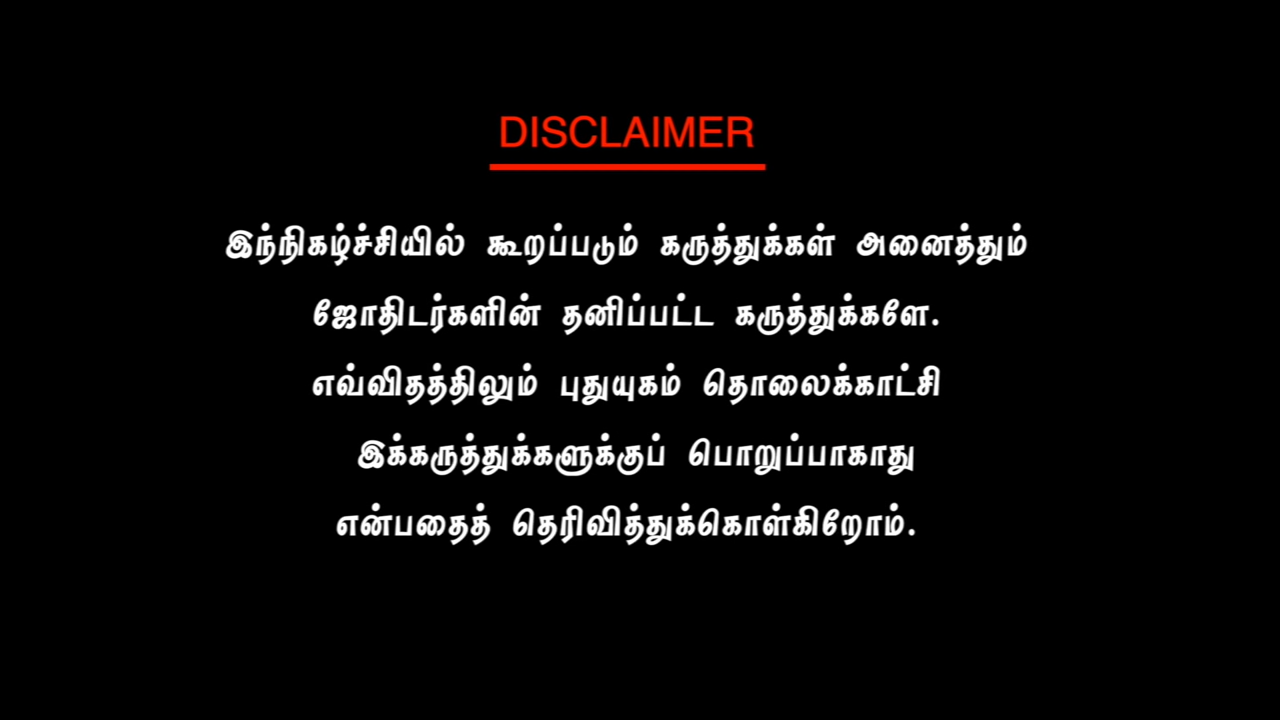 DISCLAIMER
இந்நிகழ்ச்சியில் கூறப்படும் கருத்துக்கள் அனைத்தும்
ஜோதிடர்களின் தனிப்பட்ட கருத்துக்களே.
எவ்விதத்திலும் புதுயுகம் தொலைக்காட்சி
இக்கருத்துக்களுக்குப் பொறுப்பாகாது
என்பதைத் தெரிவித்துக்கொள்கிறோம்.